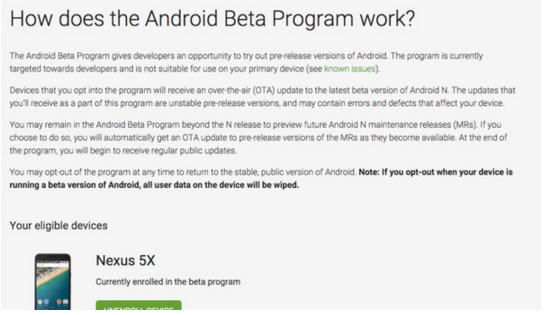 How does the Android Beta Program work?
The Android Beta Program gives developers an opportunity to try out pre-release versions of Android. The program is currently
targeted towards developers and is not suitable for use on your primary device (see known issues).
Devices that you opt into the program will receive an over-the-air (OTA) update to the latest beta version of Android N. The updates that
you'll receive as a part of this program are unstable pre-release versions, and may contain errors and defects that affect your device.
You may remain in the Android Beta Program beyond the N release to preview future Android N maintenance releases (MRs). If you
choose to do so, you will automatically get an OTA update to pre-release versions of the MRs as they become available. At the end of
the program, you will begin to receive regular public updates.
You may opt-out of the program at any time to return to the stable, public version of Android. Note: If you opt-out when your device is
running a beta version of Android, all user data on the device will be wiped.
Your eligible devices
Nexus 5X
Currently enrolled in the beta program
UNENROLL DEVICE